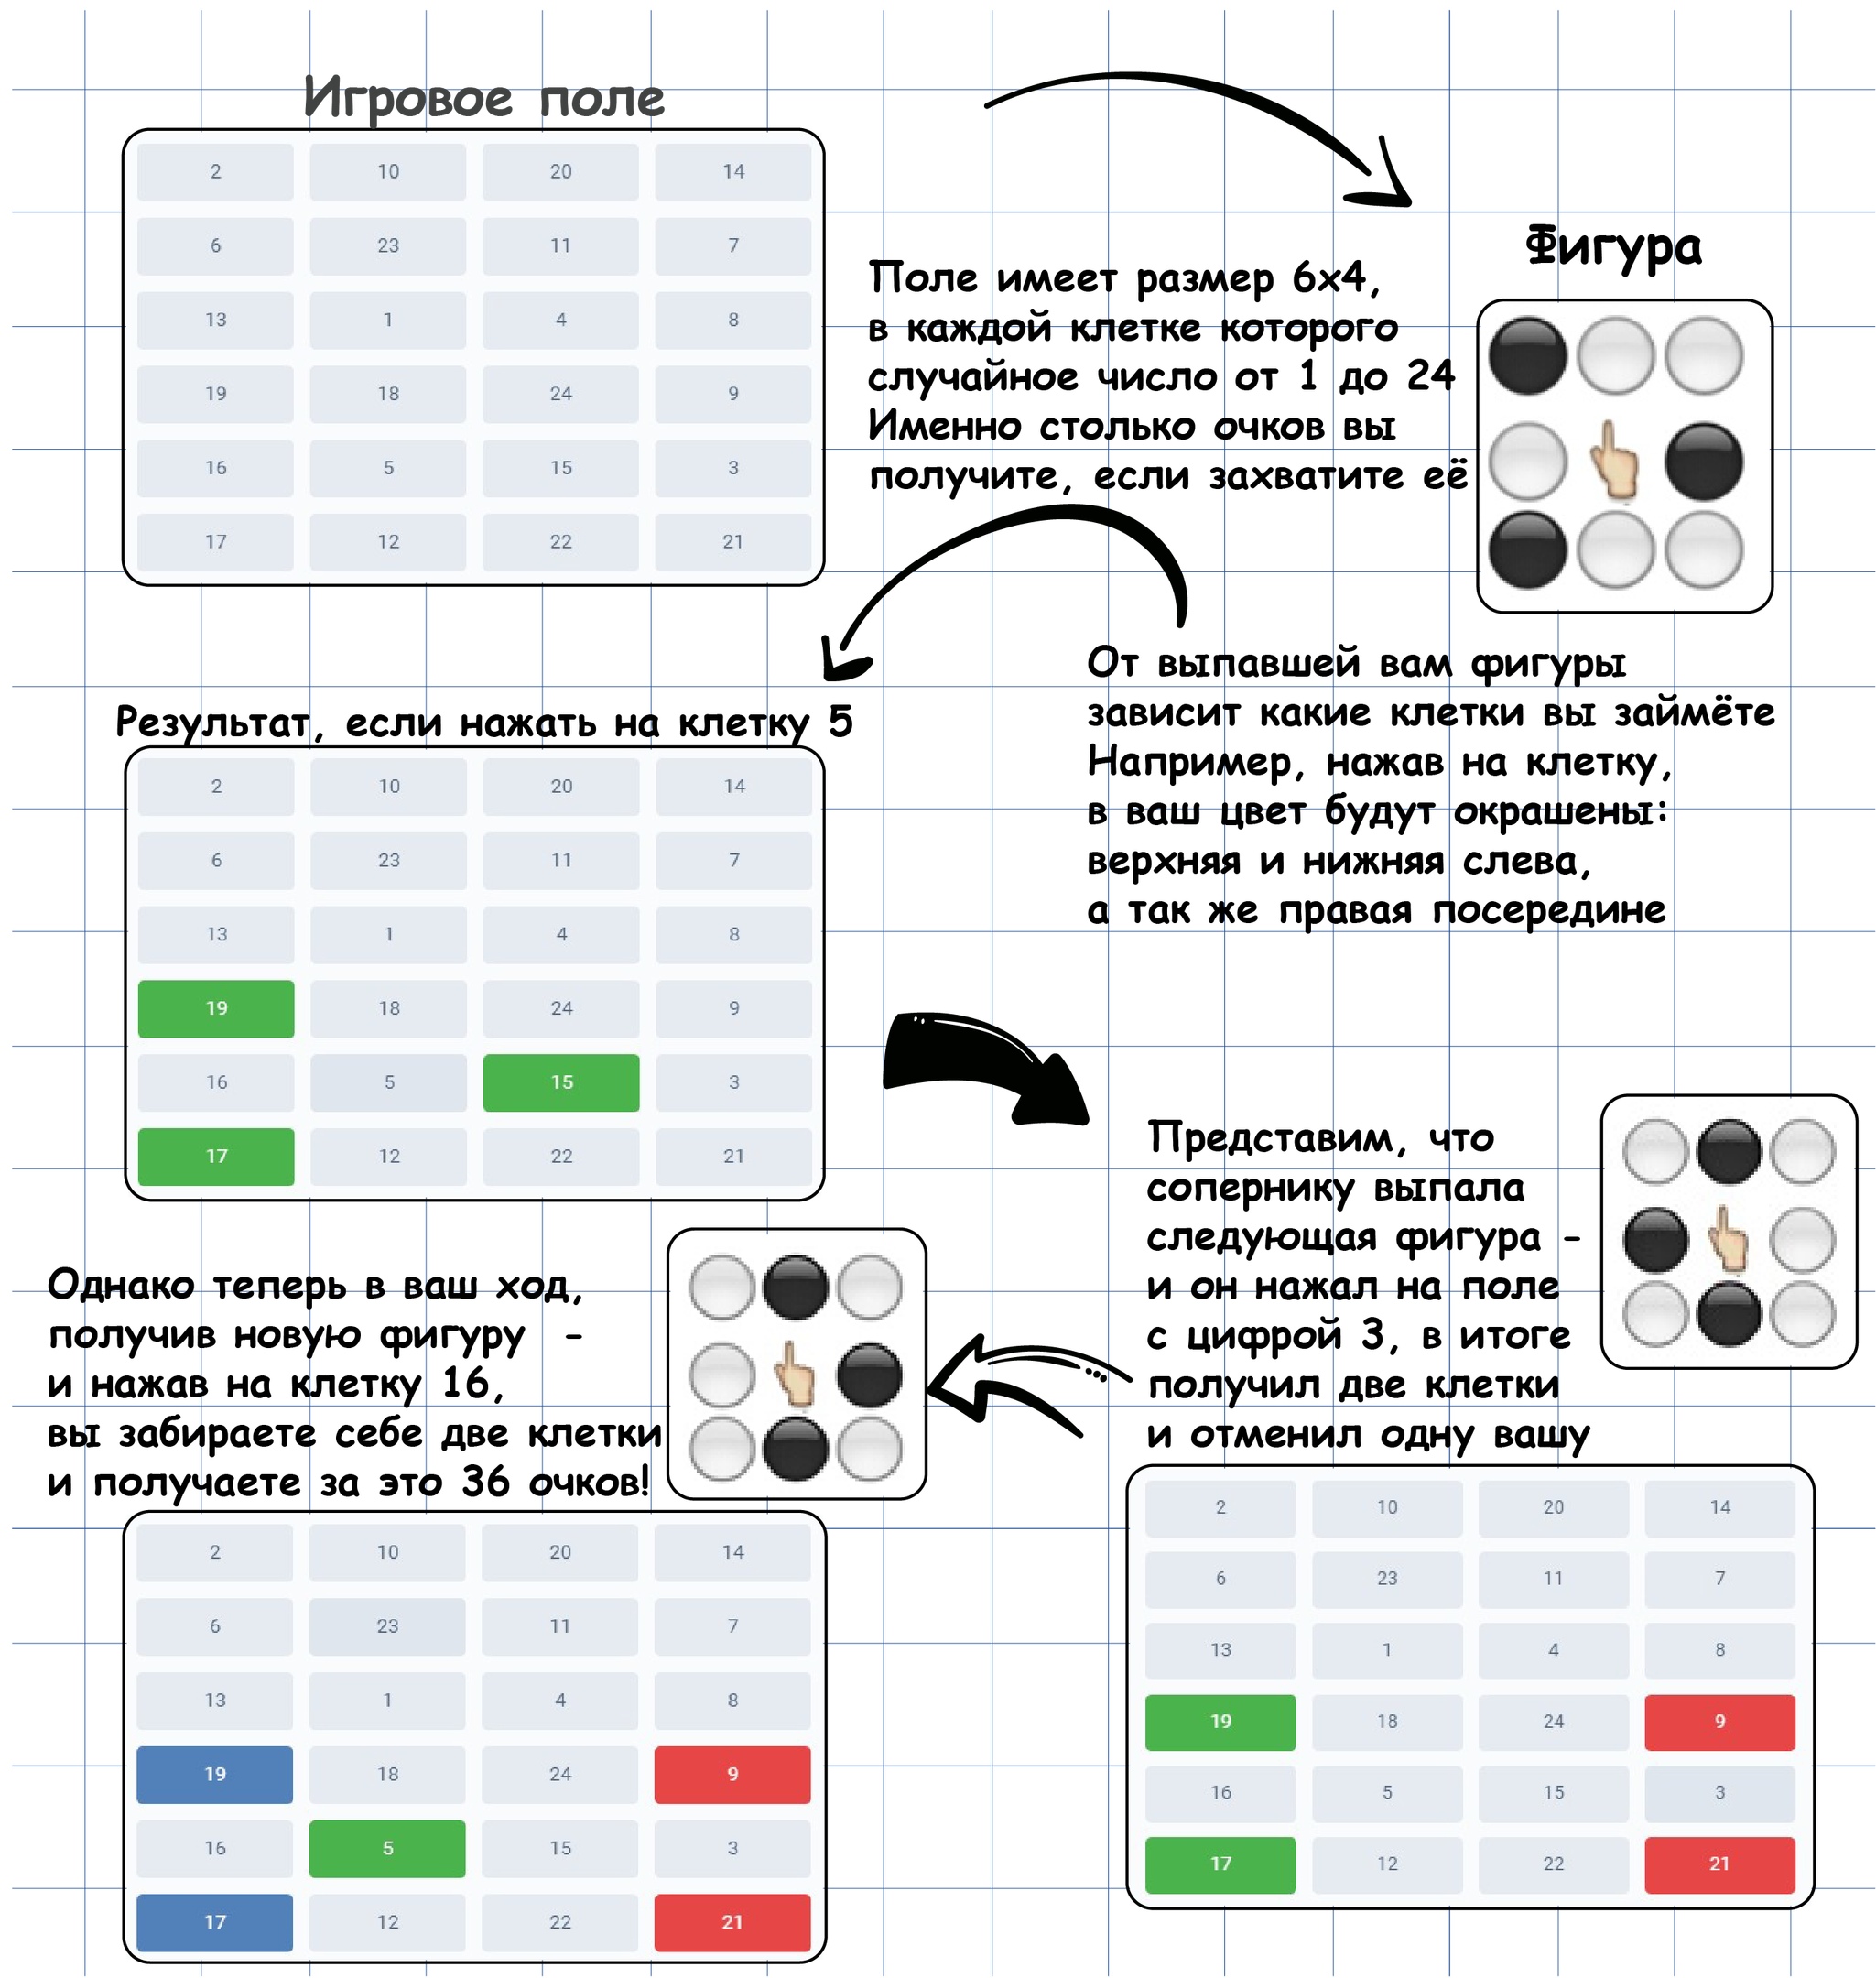 Игровое поле
2 10 20 14
6 23 11 7
13 1 4 8
19 18 24 9
16 5 15 3
17 12 22 21
Поле имеет размер 6х4,
в каждой клетке которого
случайное число от 1 до 24
Именно столько очков вы
получите, если захватите её
Фигура
От выпавшей вам фигуры
зависит какие клетки вы займёте
Например, нажав на клетку,
в ваш цвет будут окрашены:
верхняя и нижняя слева,
а так же правая посередине
Результат, если нажать на клетку 5
2 10 20 14
6 23 11 7
13 1 4 8
19 18 24 9
16 5 15 3
17 12 22 21
Представим, что
сопернику выпала
следующая фигура -
и он нажал на поле
с цифрой 3, в итоге
получил две клетки
и отменил одну вашу
2 10 20 14
6 23 11 7
13 1 4 8
19 18 24 9
16 5 15 3
17 12 22 21
Однако теперь в ваш ход,
получив новую фигуру -
и нажав на клетку 16,
вы забираете себе две клетки
и получаете за это 36 очков!
2 10 20 14
6 23 11 7
13 1 4 8
19 18 24 9
16 5 15 3
17 12 22 21